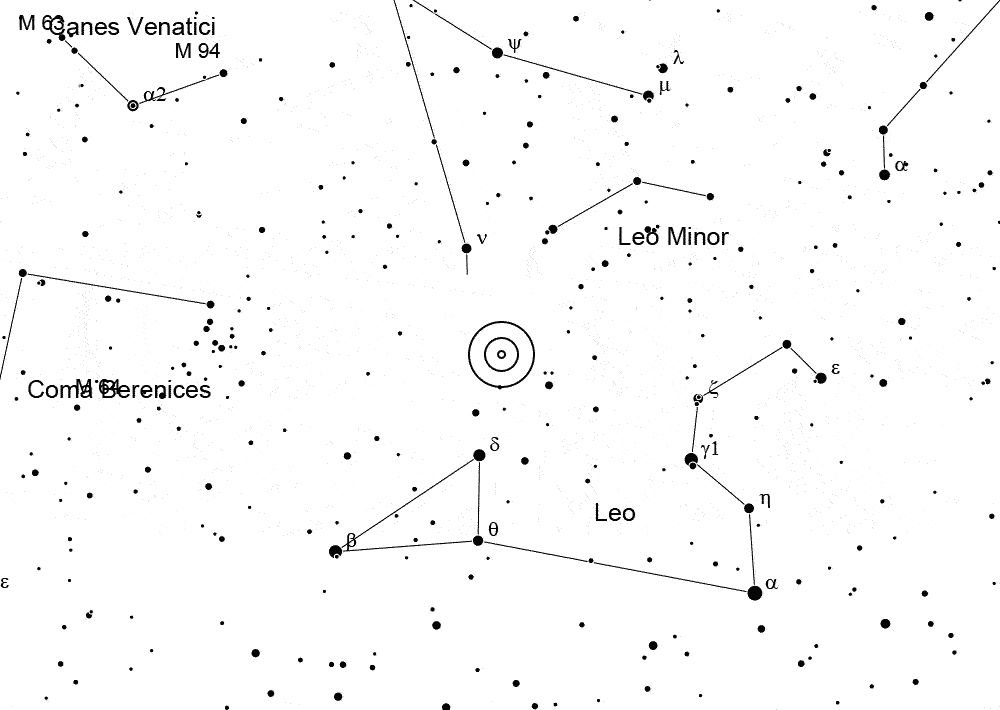 M 63
Canes Venatici
M 94
α2
ψ
λ
μ
α
ν
Leo Minor
ε
ζ
Coma Berenices
M 64
δ
γ1
η
Leo
θ
β
α
ε